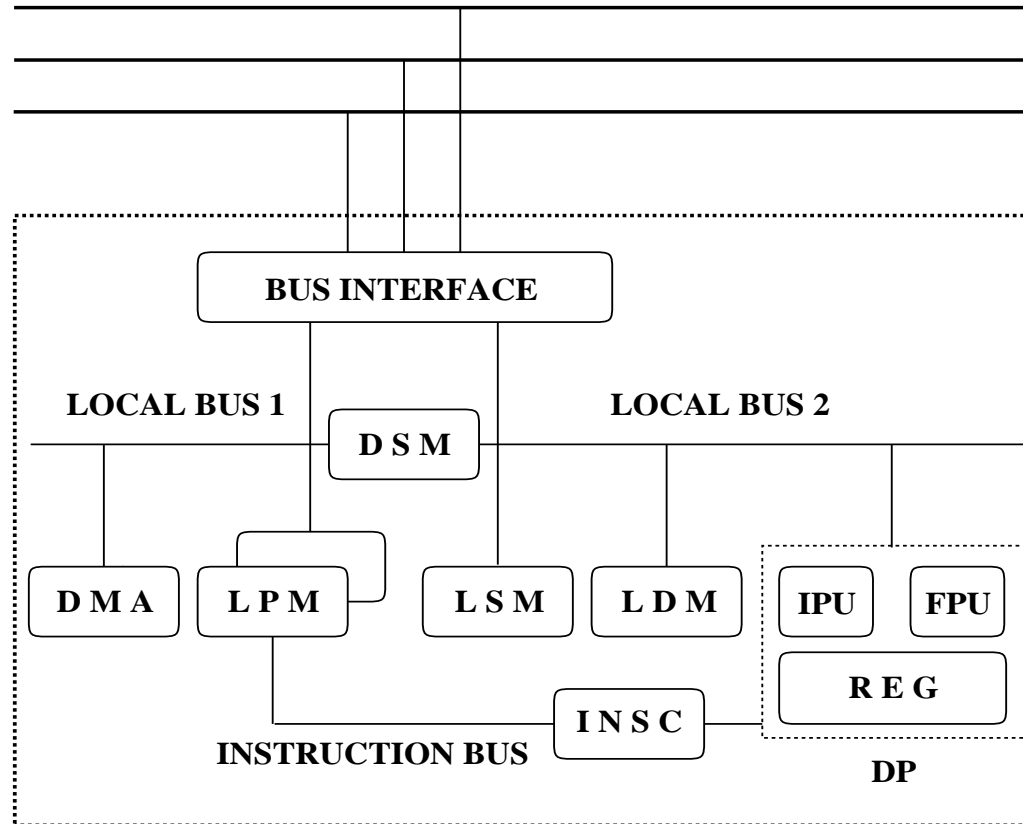 BUS INTERFACE
LOCAL BUS 1
LOCAL BUS 2
D S M
D M A
L P M
L S M
L D M
IPU
FPU
R E G
I N S C
INSTRUCTION BUS
DP